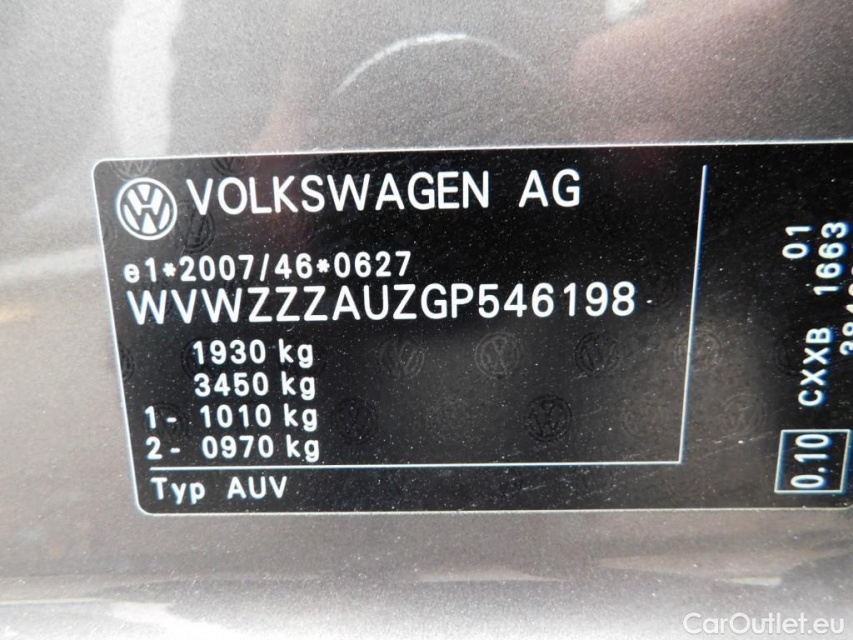 VOLKSWAGEN AG
e1*2007/46*0627
WVWZZZAUZGP546198
1930 kg
3450 kg
1- 1010 kg
2- 0970 kg
Typ AUV
01
CXXB 1663
0.10
CarOutlet.eu